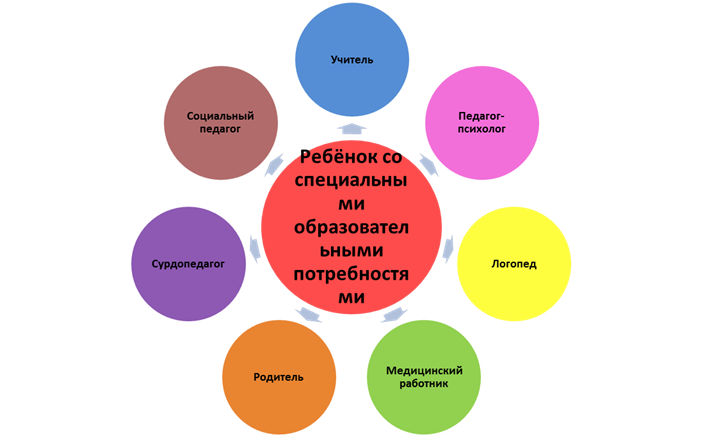 Учитель
Педагог-
психолог
Логопед
Медицинский
работник
Родитель
Сурдопедагог
Социальный
педагог
Ребёнок со
специальны
ми
образовател
ьными
потребностя
ми